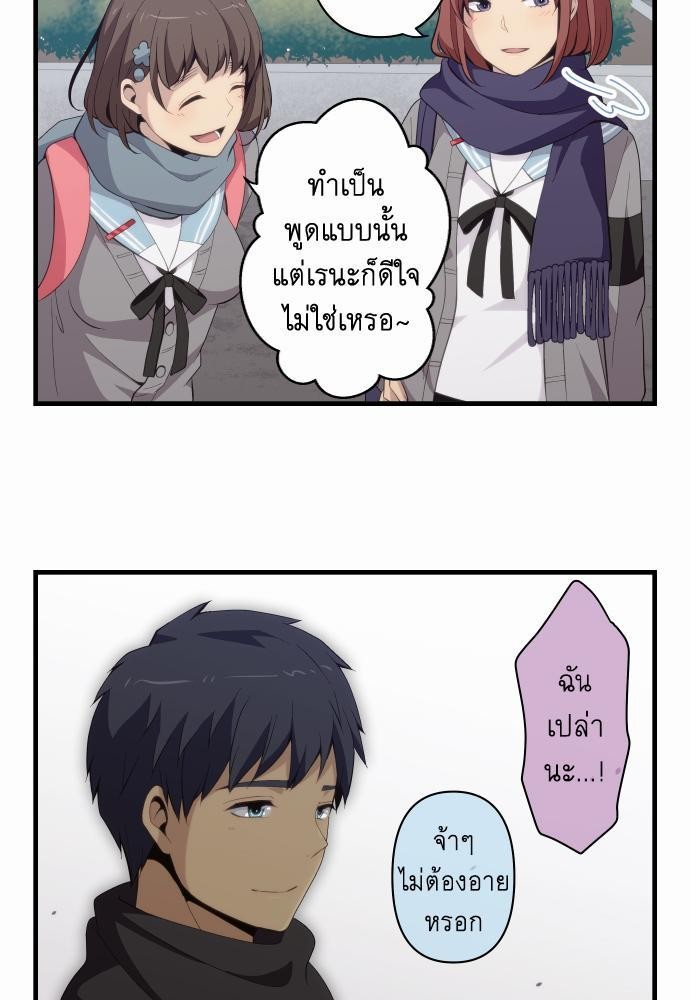 ทำเป็น
พูดแบบนั้น
แต่เรนะก็ดีใจ
ไม่ใช่เหรอ~
ฉัน
เปล่า
นะ...!
จ้าๆ
ไม่ต้องอาย
หรอก